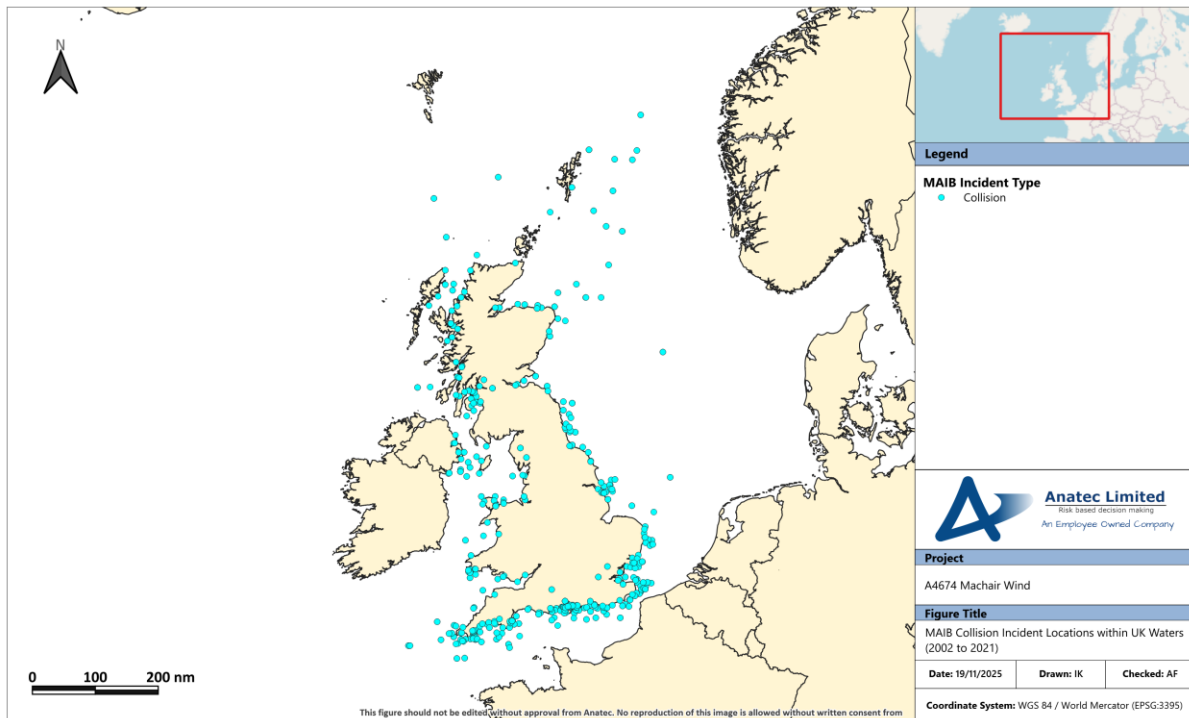 N
0 100 200 nm
This figure should not be edited without approval from Anatec. No reproduction of this image is allowed without written consent from
Legend
MAIB Incident Type
Collision
Anatec Limited
Risk based decision making
An Employee Owned Company
Project
A4674 Machair Wind
Figure Title
MAIB Collision Incident Locations within UK Waters
(2002 to 2021)
Date: 19/11/2025 Drawn: IK Checked: AF
Coordinate System: WGS 84 / World Mercator (EPSG:3395)